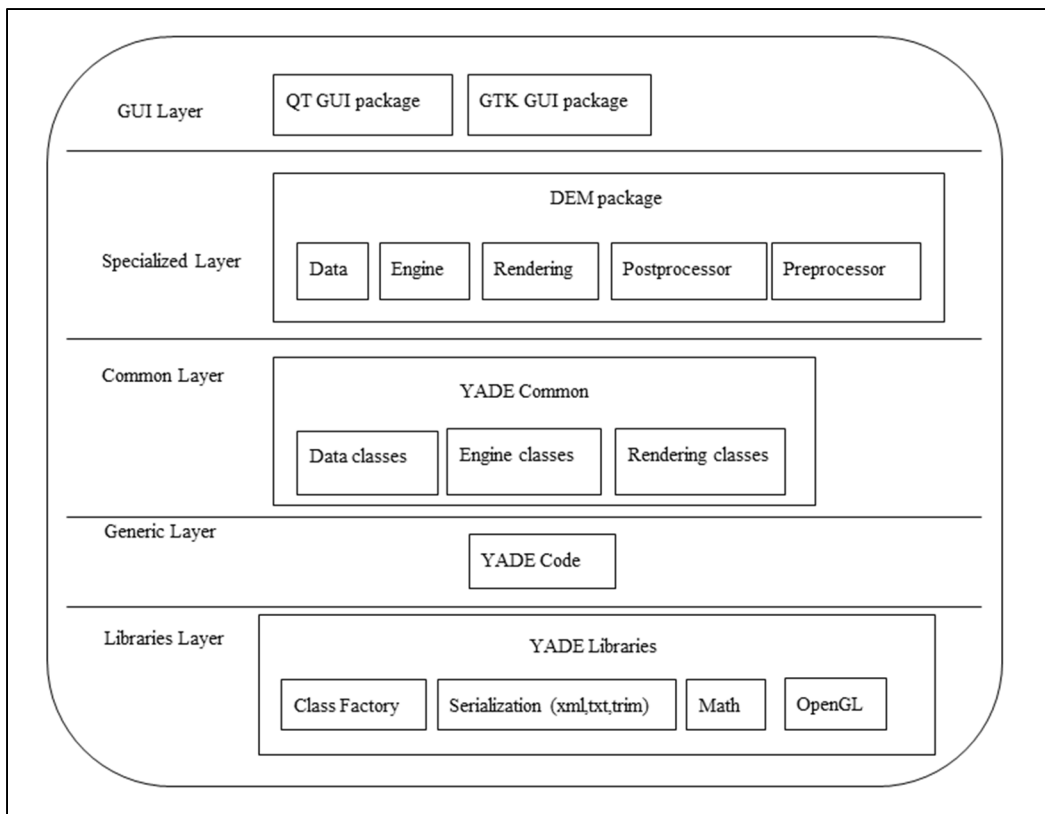 GUI Layer
QT GUI package
GTK GUI package
DEM package
Specialized Layer
Data
Engine
Rendering
Postprocessor
Preprocessor
Common Layer
YADE Common
Data classes
Engine classes
Rendering classes
Generic Layer
YADE Code
Libraries Layer
YADE Libraries
Class Factory
Serialization (xml,txt,trim)
Math
OpenGL